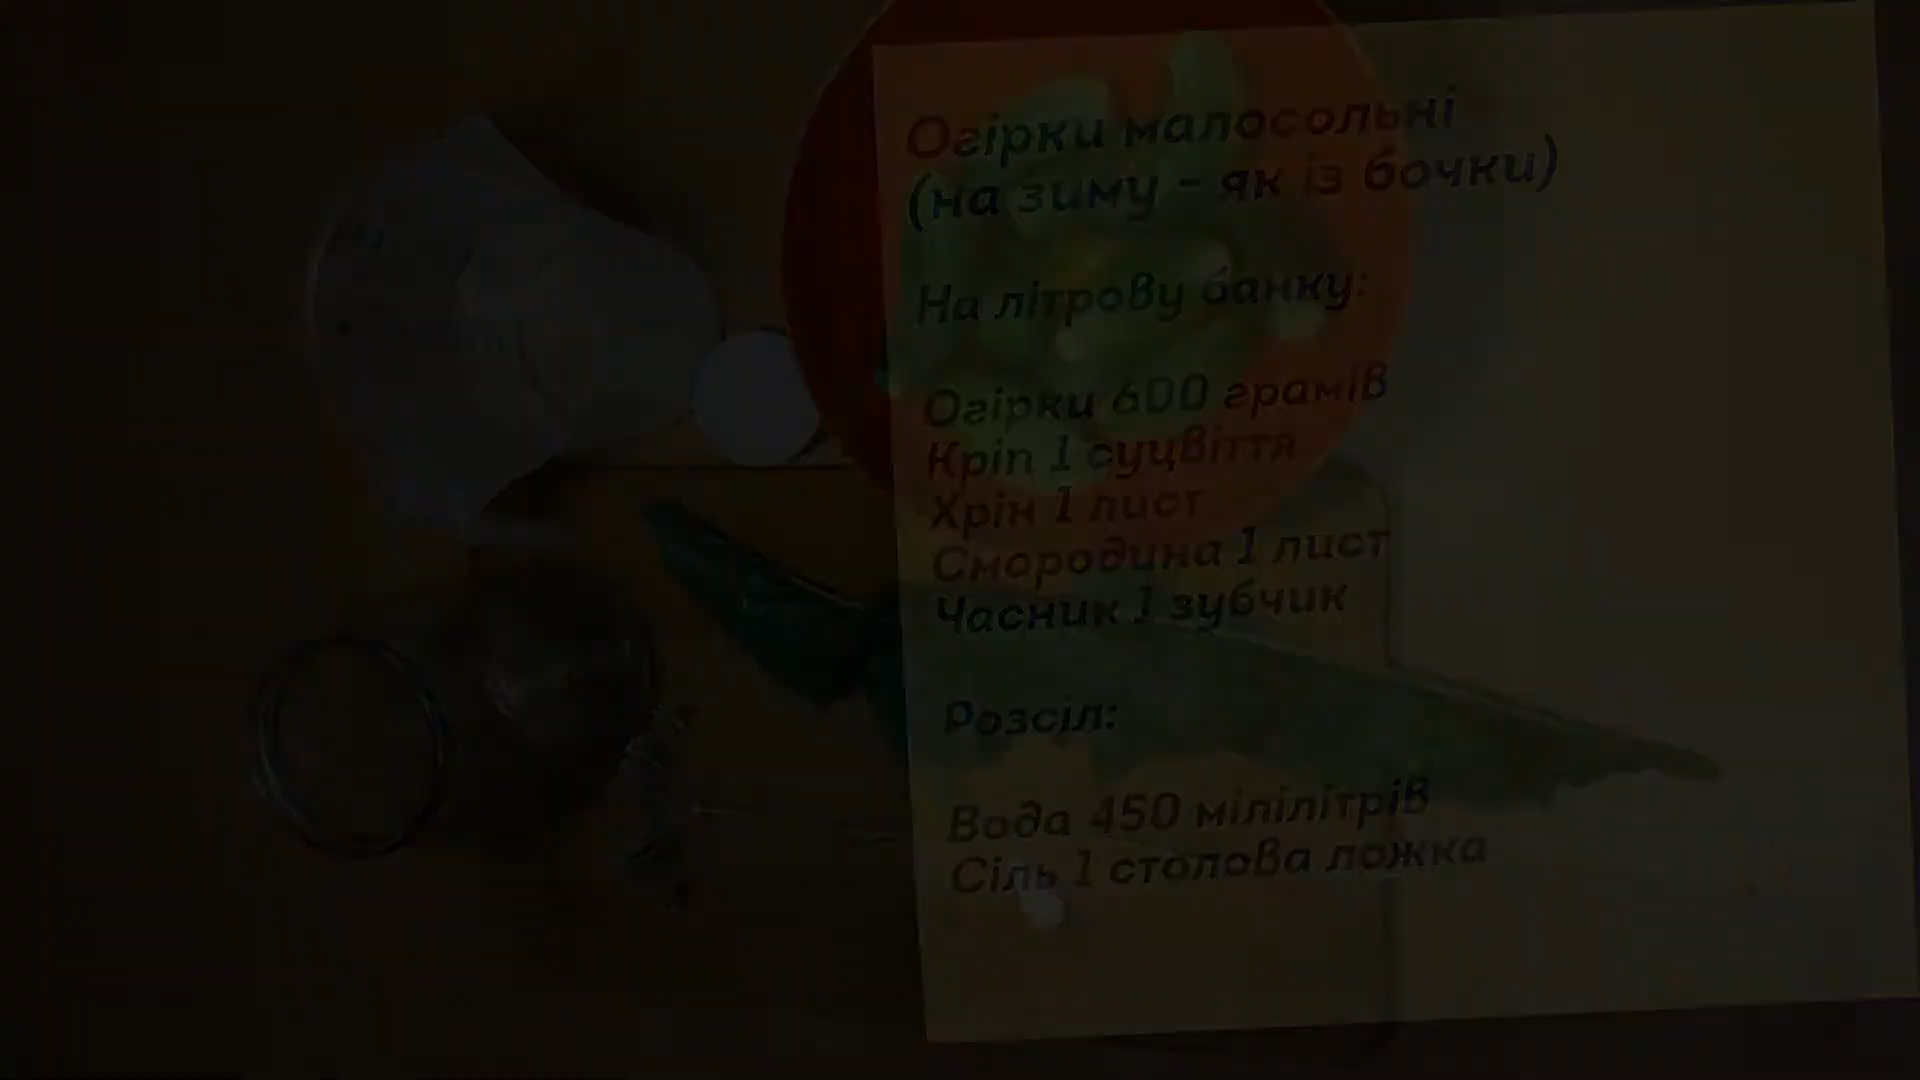 Огірки малосольні
(на зиму - як із бочки)
На літрову банку:
Огірки 600 грамів
Кріп 1 суцвіття
Хрін 1 лист
Смородина 1 лист
Часник 1 зубчик
Розсіл:
Вода 450 мілілітрів
Сіль 1 столова ложка